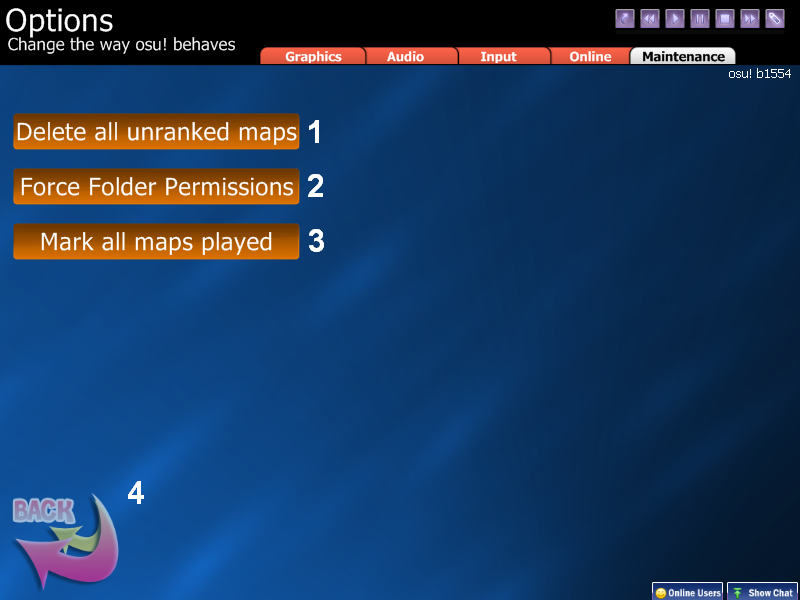 Options
Change the way osu! behaves
Graphics Audio Input Online Maintenance
osu! b1554
Delete all unranked maps 1
Force Folder Permissions 2
Mark all maps played 3
4
BACK
Online Users Show Chat